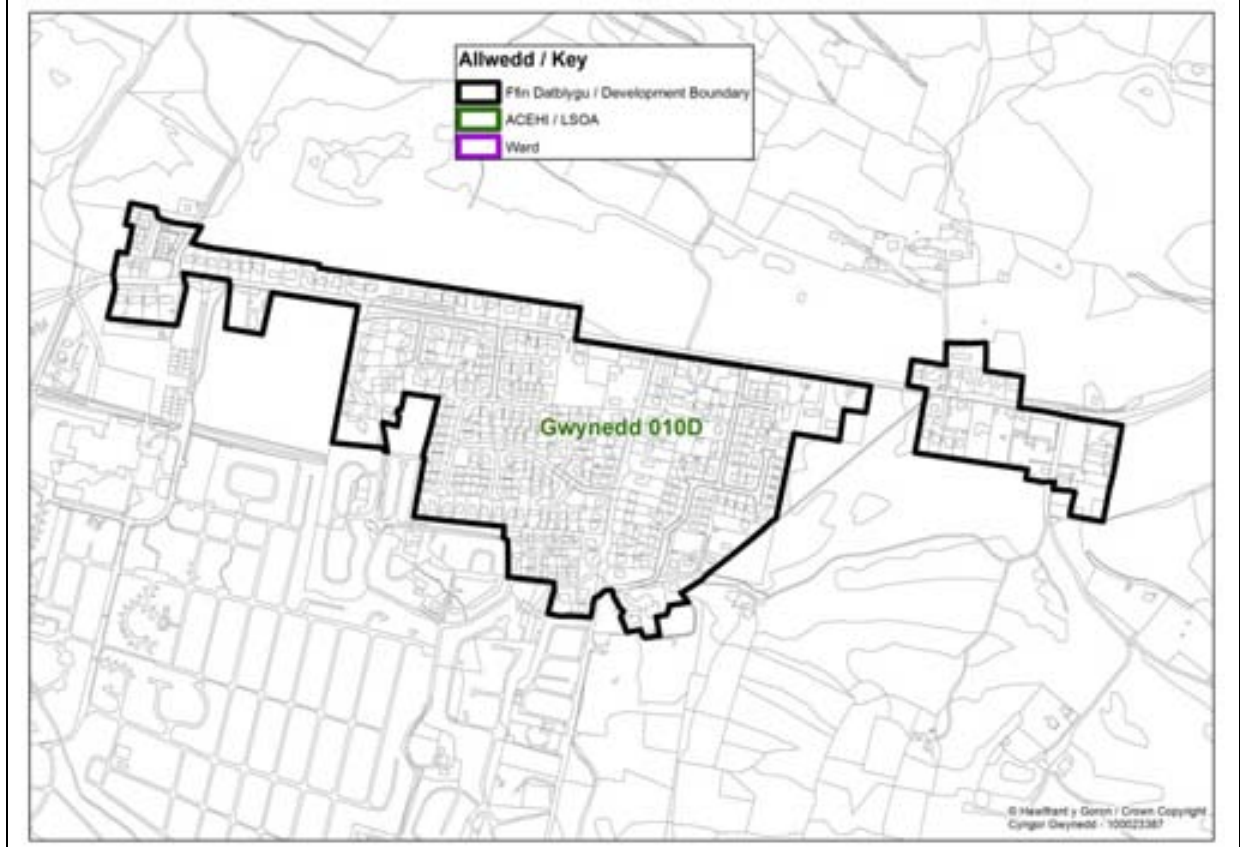 Allwedd / Key
Ffin Datblygu / Development Boundary
ACEHI / LSOA
Ward
Gwynedd 010D
© Hawlfraint y Goron / Crown Copyright
Cyngor Gwynedd - 100023387